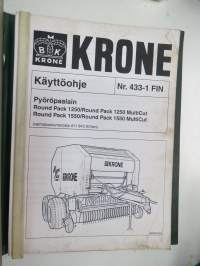 BK
KRONE
KRONE
Käyttöohje
Nr. 433-1 FIN
Pyöröpaalain
Round Pack 1250/Round Pack 1250 MultiCut
Round Pack 1550/Round Pack 1550 MultiCut
KRONE